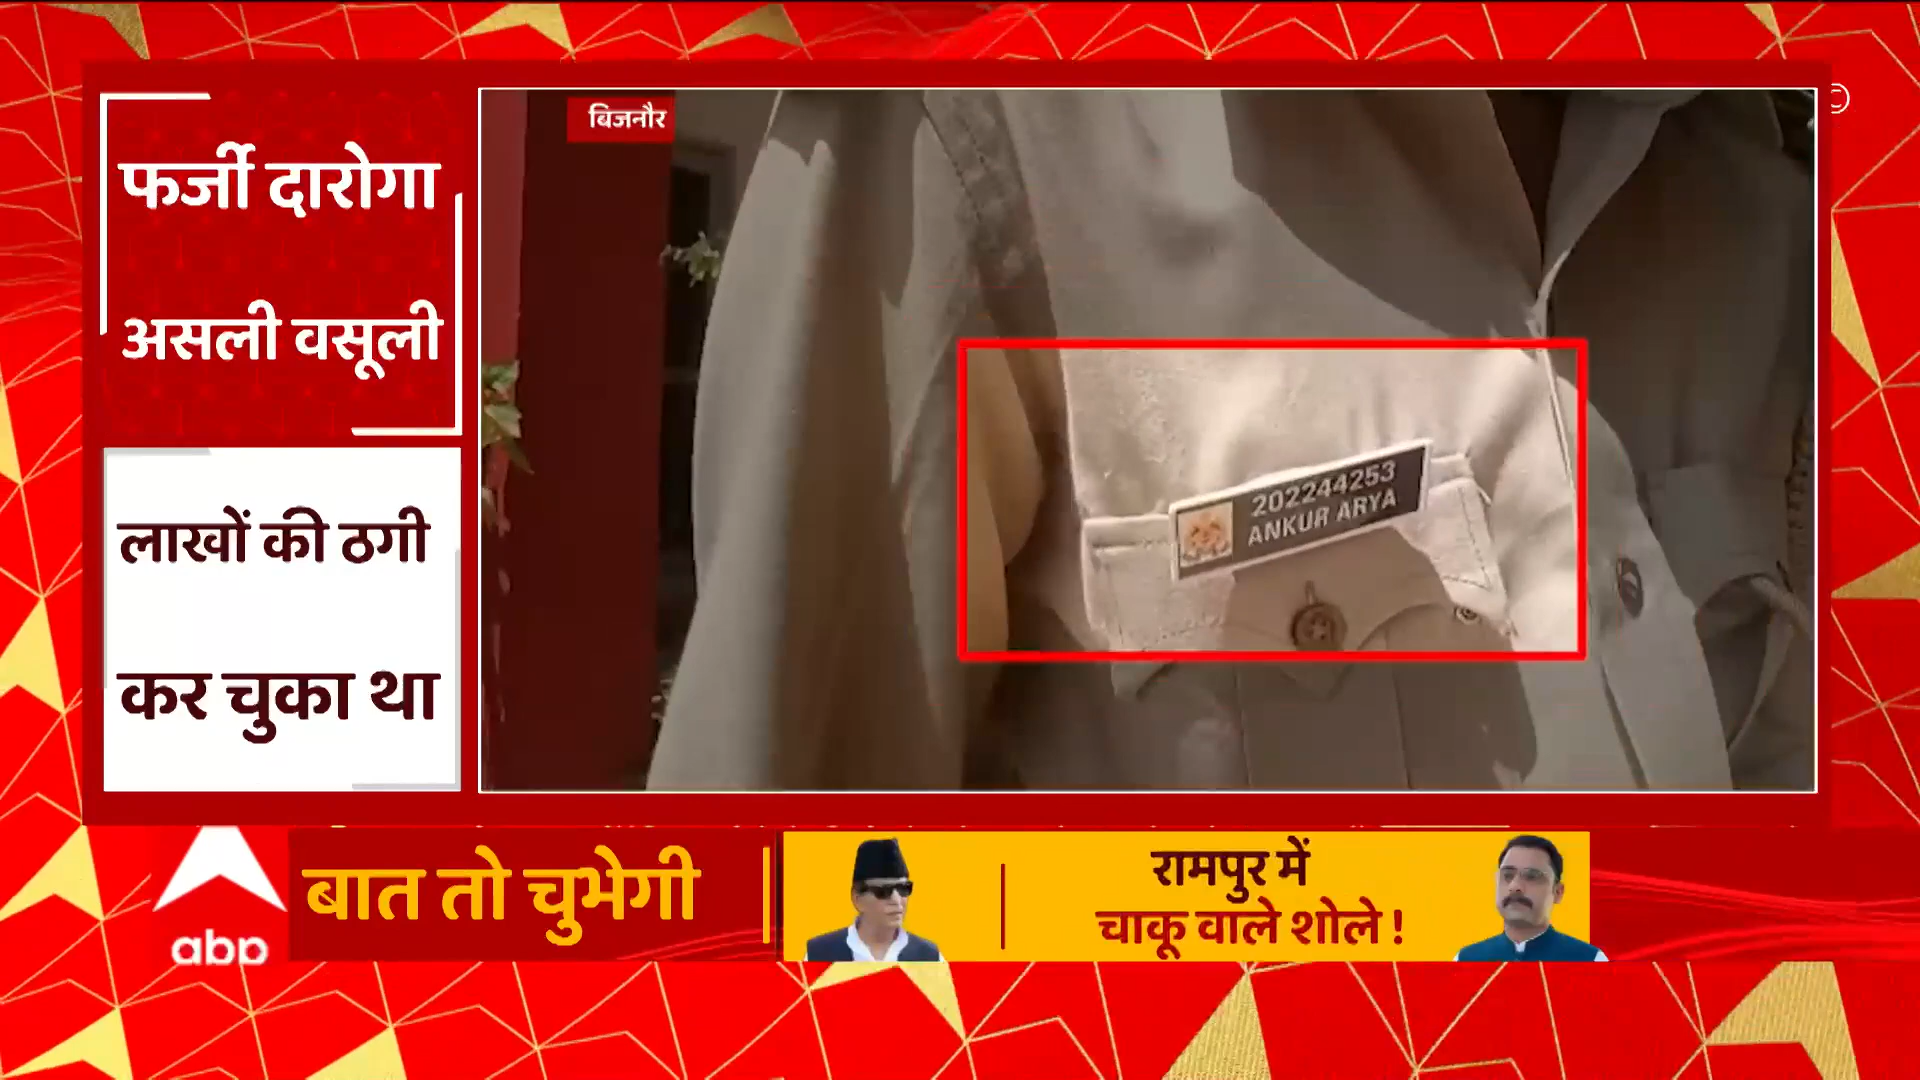 फर्जी दारोगा
असली वसूली
लाखों की ठगी
कर चुका था
बिजनौर
202244253
ANKUR ARYA
©
abp
बात तो चुभेगी
रामपुर में
चाकू वाले शोले !